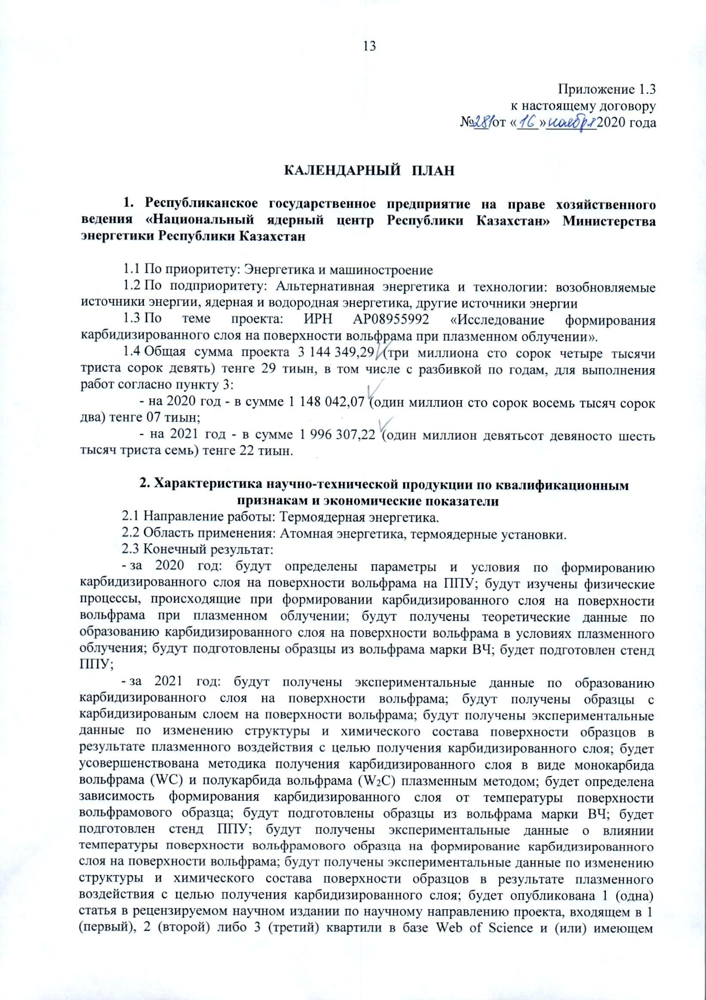 13
Приложение 1.3
к настоящему договору
№281от «16»ноября2020 года
КАЛЕНДАРНЫЙ ПЛАН
1. Республиканское государственное предприятие на праве хозяйственного
ведения «Национальный ядерный центр Республики Казахстан» Министерства
энергетики Республики Казахстан
1.1 По приоритету: Энергетика и машиностроение
1.2 По подприоритету: Альтернативная энергетика и технологии: возобновляемые
источники энергии, ядерная и водородная энергетика, другие источники энергии
1.3 По теме проекта: ИРН АР08955992 «Исследование формирования
карбидизированного слоя на поверхности вольфрама при плазменном облучении».
1.4 Общая сумма проекта 3 144 349,29 (три миллиона сто сорок четыре тысячи
триста сорок девять) тенге 29 тиын, в том числе с разбивкой по годам, для выполнения
работ согласно пункту 3:
- на 2020 год - в сумме 1 148 042,07 (один миллион сто сорок восемь тысяч сорок
два) тенге 07 тиын;
- на 2021 год - в сумме 1 996 307,22 (один миллион девятьсот девяносто шесть
тысяч триста семь) тенге 22 тиын.
2. Характеристика научно-технической продукции по квалификационным
признакам и экономические показатели
2.1 Направление работы: Термоядерная энергетика.
2.2 Область применения: Атомная энергетика, термоядерные установки.
2.3 Конечный результат:
- за 2020 год: будут определены параметры и условия по формированию
карбидизированного слоя на поверхности вольфрама на ППУ; будут изучены физические
процессы, происходящие при формировании карбидизированного слоя на поверхности
вольфрама при плазменном облучении; будут получены теоретические данные по
образованию карбидизированного слоя на поверхности вольфрама в условиях плазменного
облучения; будут подготовлены образцы из вольфрама марки ВЧ; будет подготовлен стенд
ППУ;
- за 2021 год: будут получены экспериментальные данные по образованию
карбидизированного слоя на поверхности вольфрама; будут получены образцы с
карбидизированым слоем на поверхности вольфрама; будут получены экспериментальные
данные по изменению структуры и химического состава поверхности образцов в
результате плазменного воздействия с целью получения карбидизированного слоя; будет
усовершенствована методика получения карбидизированного слоя в виде монокарбида
вольфрама (WC) и полукарбида вольфрама (W₂C) плазменным методом; будет определена
зависимость формирования карбидизированного слоя от температуры поверхности
вольфрамового образца; будут подготовлены образцы из вольфрама марки ВЧ; будет
подготовлен стенд ППУ; будут получены экспериментальные данные о влиянии
температуры поверхности вольфрамового образца на формирование карбидизированного
слоя на поверхности вольфрама; будут получены экспериментальные данные по изменению
структуры и химического состава поверхности образцов в результате плазменного
воздействия с целью получения карбидизированного слоя; будет опубликована 1 (одна)
статья в рецензируемом научном издании по научному направлению проекта, входящем в 1
(первый), 2 (второй) либо 3 (третий) квартили в базе Web of Science и (или) имеющем